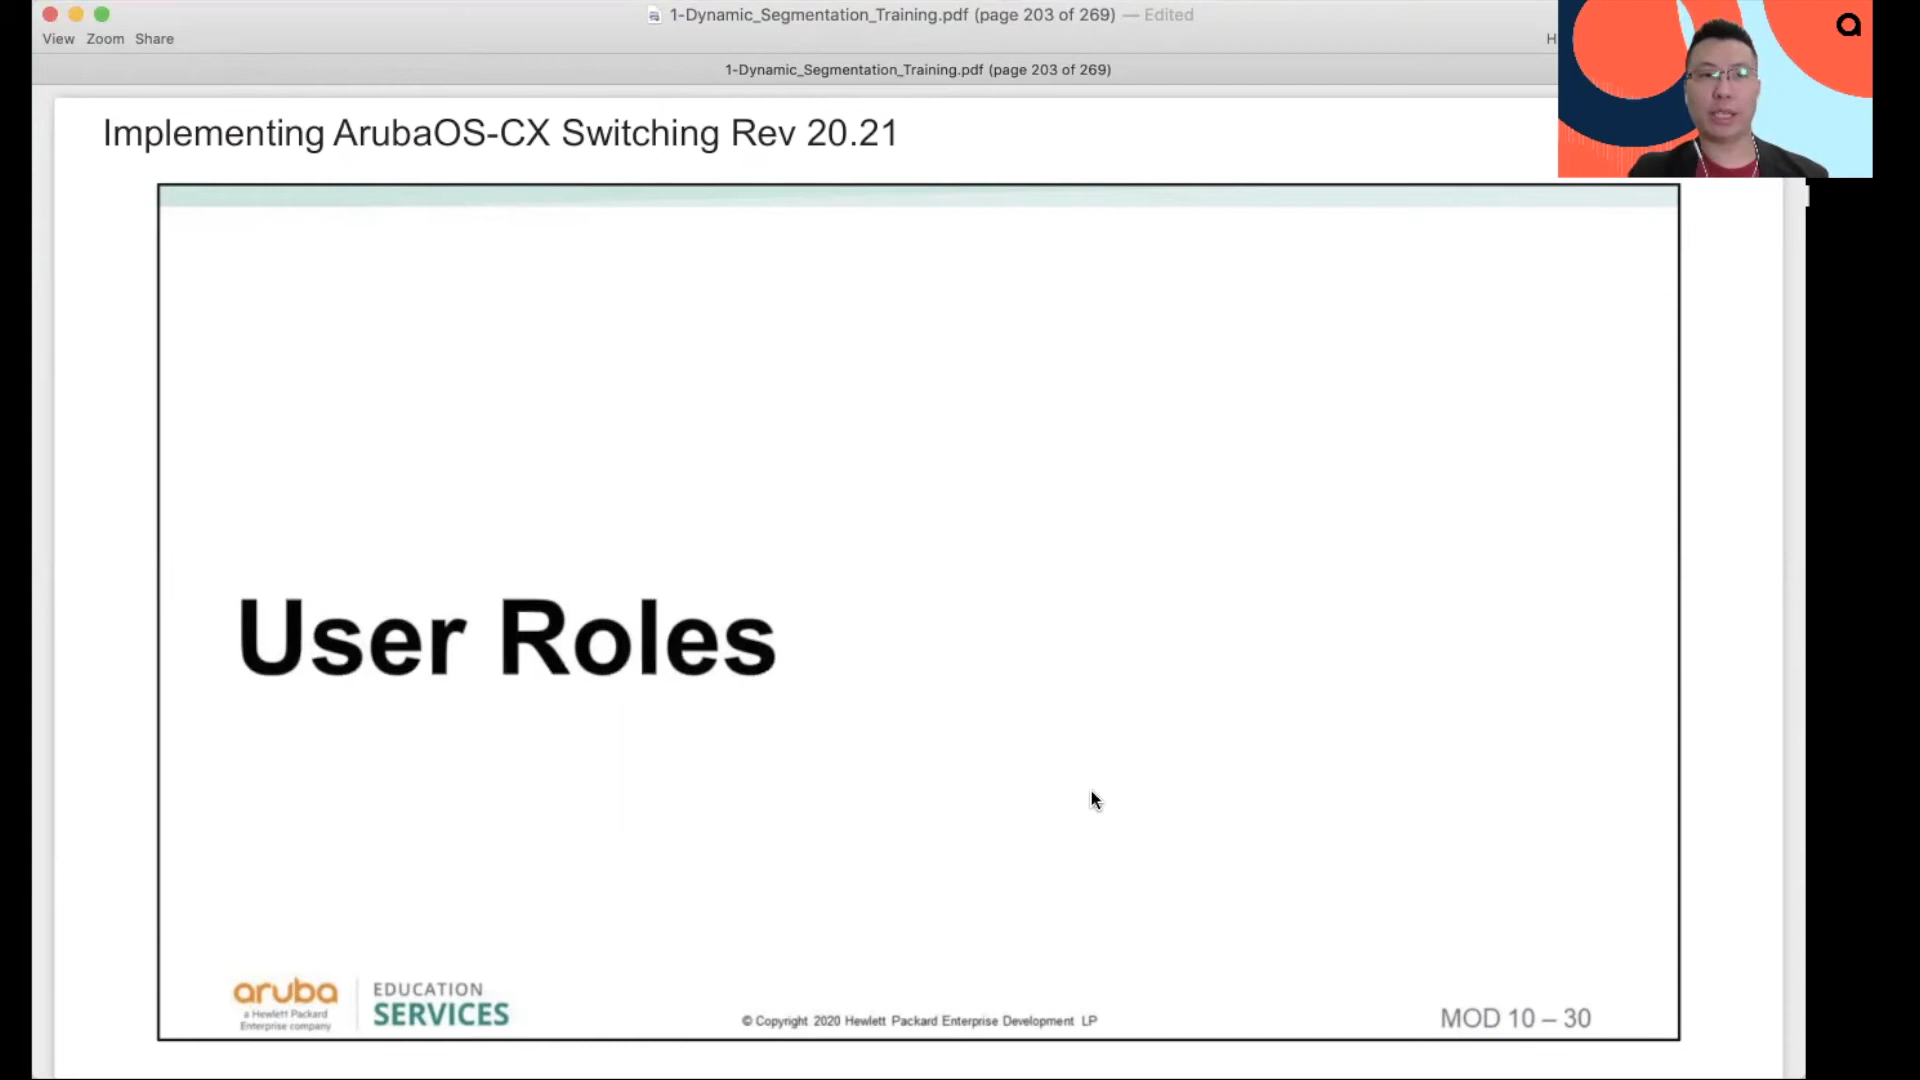 1-Dynamic_Segmentation_Training.pdf (page 203 of 269) — Edited
View Zoom Share
H
1-Dynamic_Segmentation_Training.pdf (page 203 of 269)
Implementing ArubaOS-CX Switching Rev 20.21
User Roles
aruba
a Hewlett Packard
Enterprise company
EDUCATION
SERVICES
© Copyright 2020 Hewlett Packard Enterprise Development LP
MOD 10 – 30